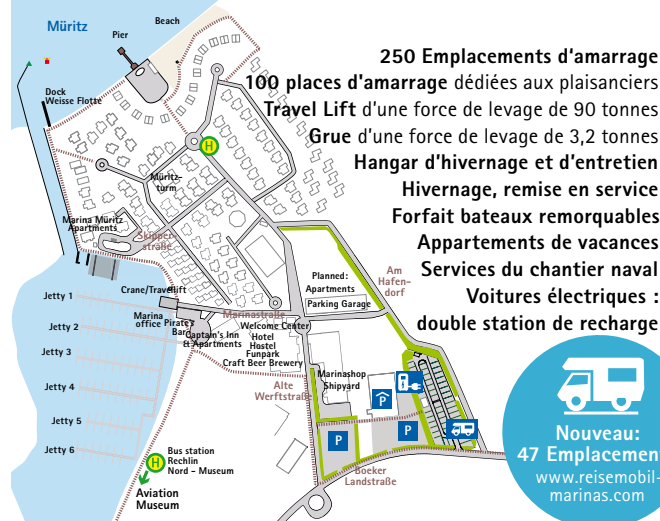 Müritz
Beach
Pier
Dock
Weisse Flotte
H
Müritz-
turm
Marina Müritz
Apartments
Skipper-
straße
250 Emplacements d'amarrage
100 places d'amarrage dédiées aux plaisanciers
Travel Lift d'une force de levage de 90 tonnes
Grue d'une force de levage de 3,2 tonnes
Hangar d'hivernage et d'entretien
Hivernage, remise en service
Forfait bateaux remorquables
Appartements de vacances
Services du chantier naval
Voitures électriques :
double station de recharge
Planned:
Apartments
Parking Garage
Am
Hafen-
dorf
Jetty 1
Jetty 2
Jetty 3
Jetty 4
Jetty 5
Jetty 6
Crane/Travellift
Marina
office
Pirate's
Bar
Captain's Inn
& Apartments
Marinastraße
Welcome Center
Hotel
Hostel
Funpark
Craft Beer Brewery
Marinashop
Shipyard
Alte
Werftstraße
P
P
P
Boeker
Landstraße
H
Bus station
Rechlin
Nord - Museum
Aviation
Museum
Nouveau:
47 Emplacemen
www.reisemobil-
marinas.com